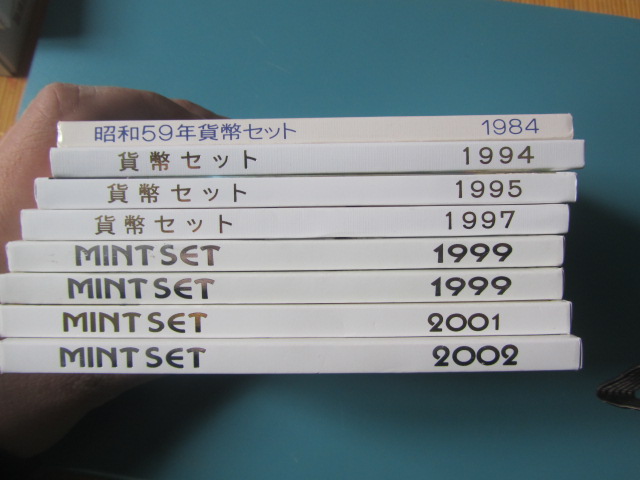 昭和59年貨幣セット 1984
貨幣セット 1994
貨幣セット 1995
貨幣セット 1997
MINT SET 1999
MINT SET 1999
MINT SET 2001
MINT SET 2002